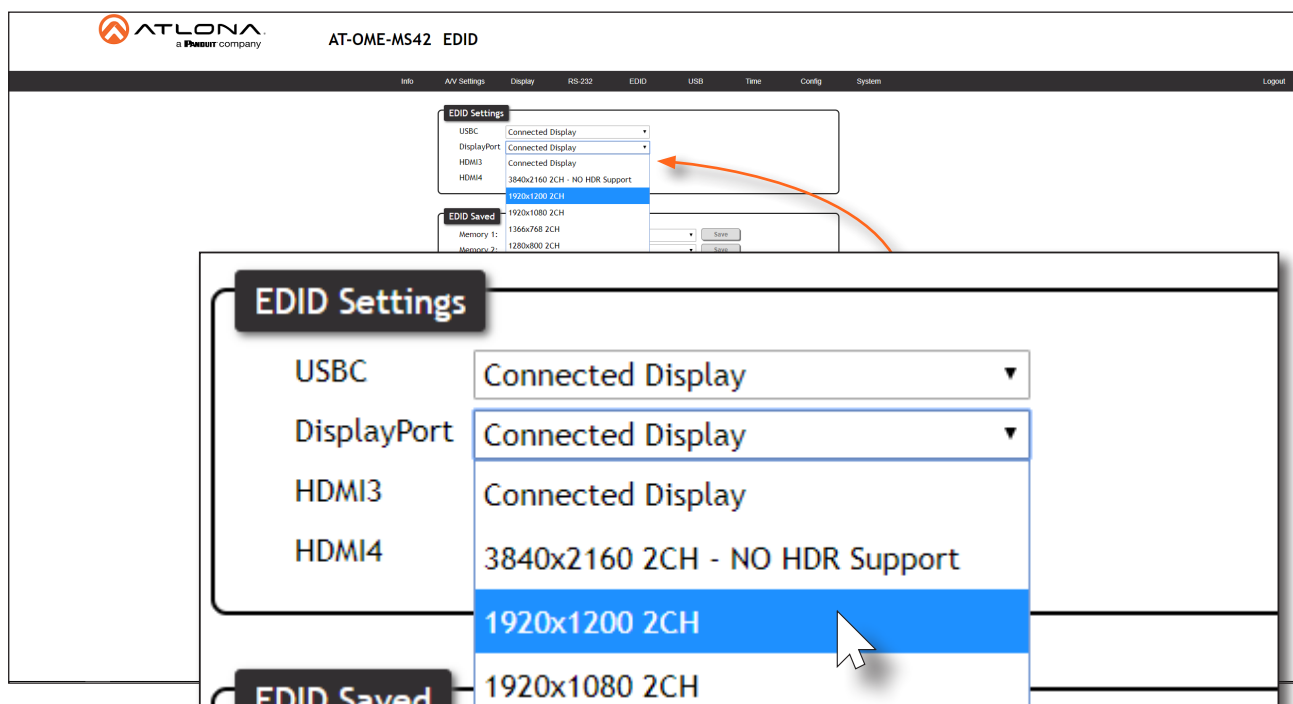 ATLONA.
a PANDUIT company
AT-OME-MS42 EDID
Info A/V Settings Display RS-232 EDID USB Time Config System Logout
EDID Settings
USBC Connected Display
DisplayPort Connected Display
HDMI3 Connected Display
HDMI4 3840x2160 2CH - NO HDR Support
1920x1200 2CH
EDID Saved 1920x1080 2CH
Memory 1: 1366x768 2CH Save
Memory 2: 1280x800 2CH Save
EDID Settings
USBC Connected Display
DisplayPort Connected Display
HDMI3 Connected Display
HDMI4 3840x2160 2CH - NO HDR Support
1920x1200 2CH
EDID Saved 1920x1080 2CH